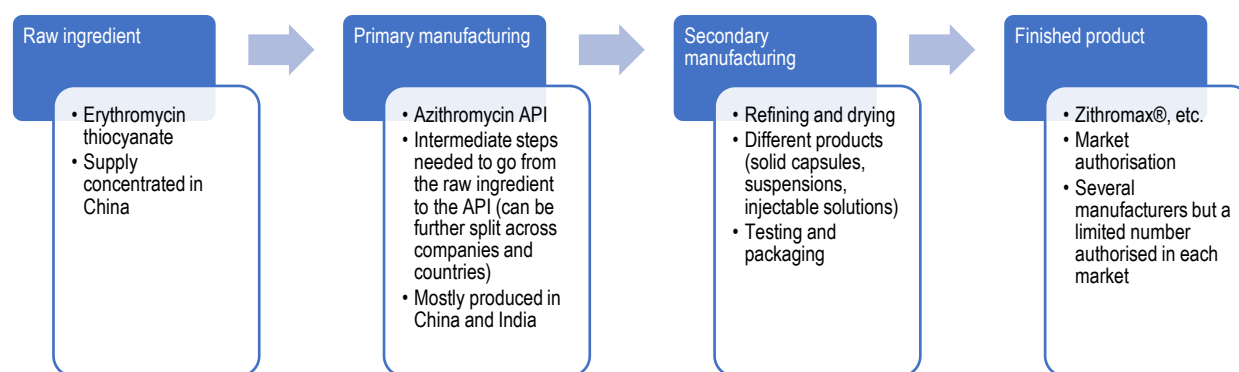 Raw ingredient
• Erythromycin
thiocyanate
• Supply
concentrated in
China
Primary manufacturing
• Azithromycin API
• Intermediate steps
needed to go from
the raw ingredient
to the API (can be
further split across
companies and
countries)
• Mostly produced in
China and India
Secondary
manufacturing
• Refining and drying
• Different products
(solid capsules,
suspensions,
injectable solutions)
• Testing and
packaging
Finished product
• Zithromax®, etc.
• Market
authorisation
• Several
manufacturers but a
limited number
authorised in each
market